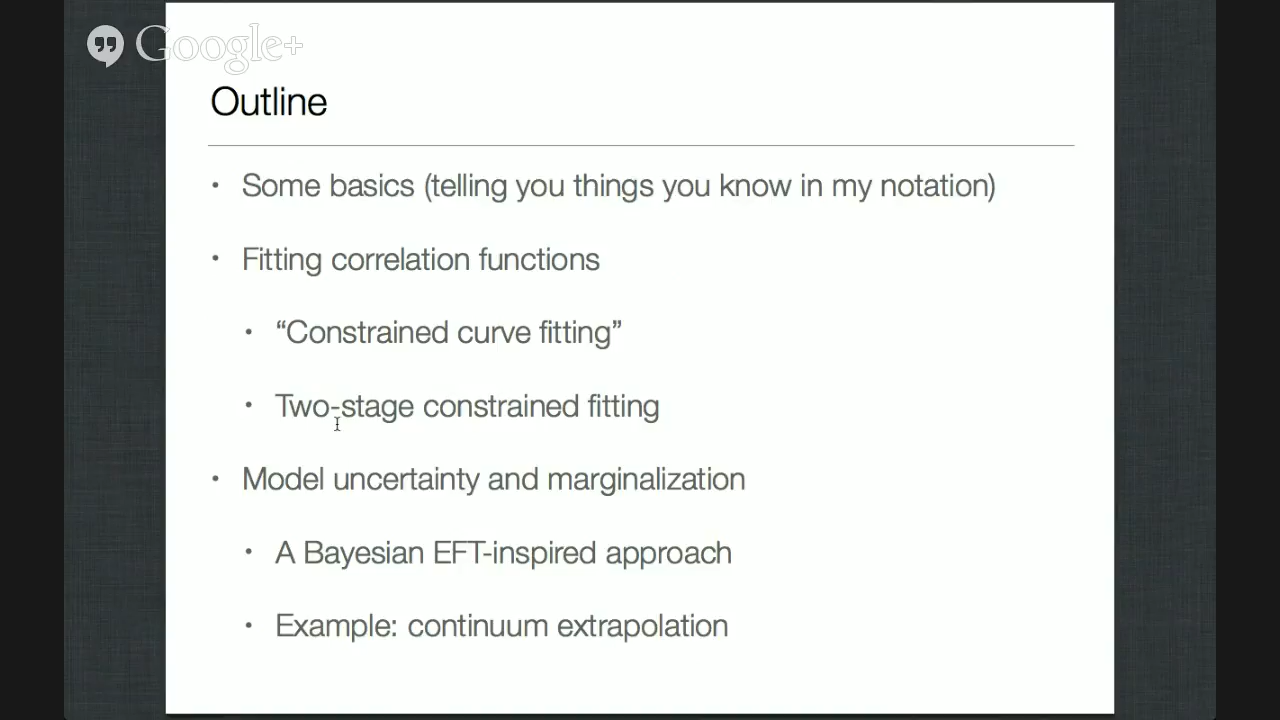 Google+
Outline
• Some basics (telling you things you know in my notation)
• Fitting correlation functions
• “Constrained curve fitting”
• Two-stage constrained fitting
• Model uncertainty and marginalization
• A Bayesian EFT-inspired approach
• Example: continuum extrapolation